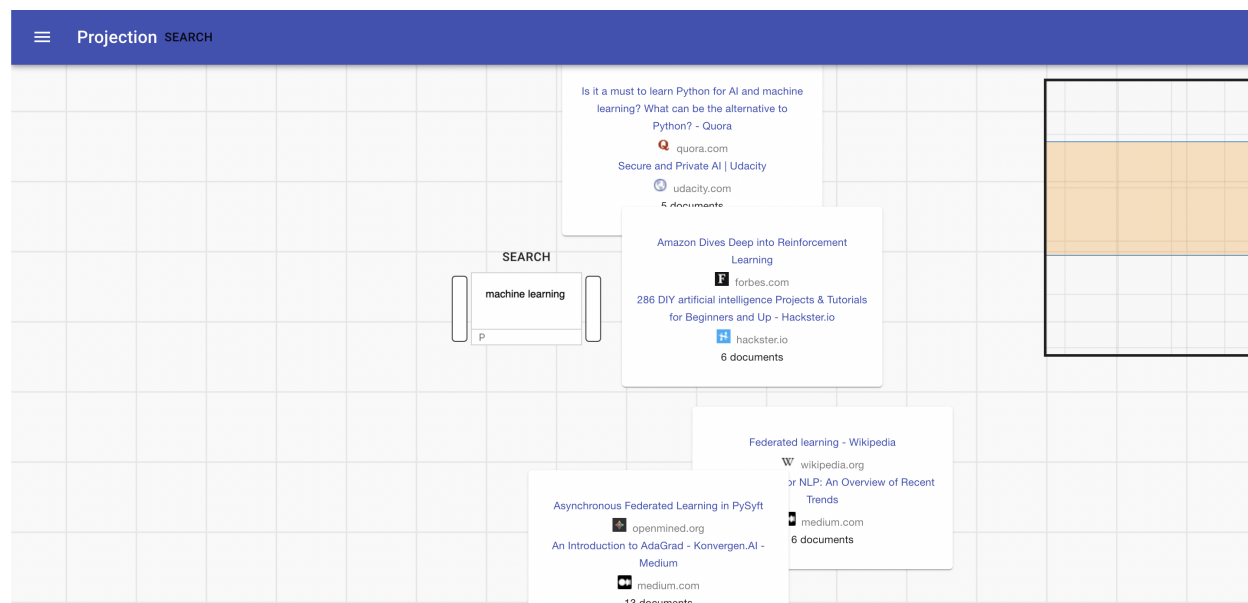 Projection SEARCH
Is it a must to learn Python for AI and machine
learning? What can be the alternative to
Python? - Quora
Q quora.com
Secure and Private AI | Udacity
udacity.com
5 documents
Amazon Dives Deep into Reinforcement
Learning
F forbes.com
286 DIY artificial intelligence Projects & Tutorials
for Beginners and Up - Hackster.io
hackster.io
6 documents
SEARCH
machine learning
P
Federated learning - Wikipedia
W wikipedia.org
or NLP: An Overview of Recent
Trends
medium.com
6 documents
Asynchronous Federated Learning in PySyft
openmined.org
An Introduction to AdaGrad - Konvergen.AI -
Medium
medium.com
13 documents